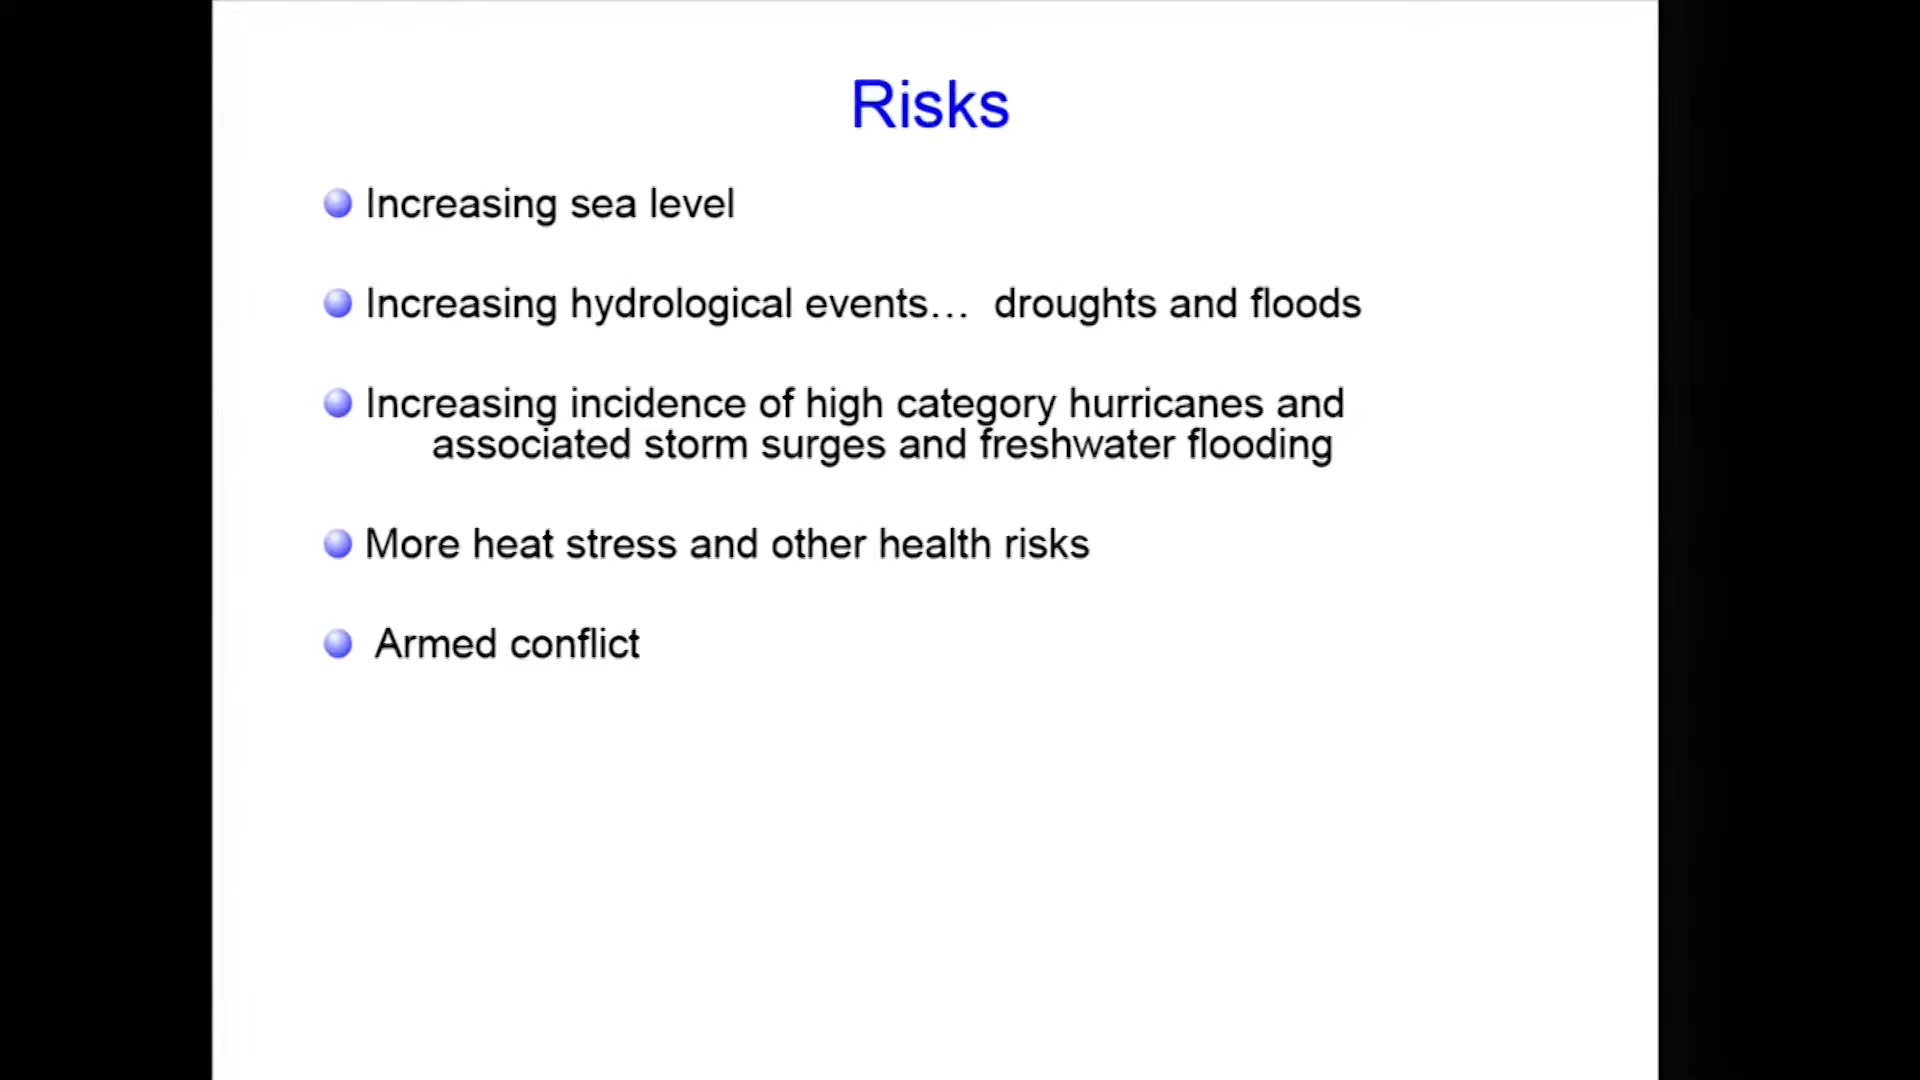 Risks
Increasing sea level
Increasing hydrological events…  droughts and floods
Increasing incidence of high category hurricanes and
associated storm surges and freshwater flooding
More heat stress and other health risks
Armed conflict